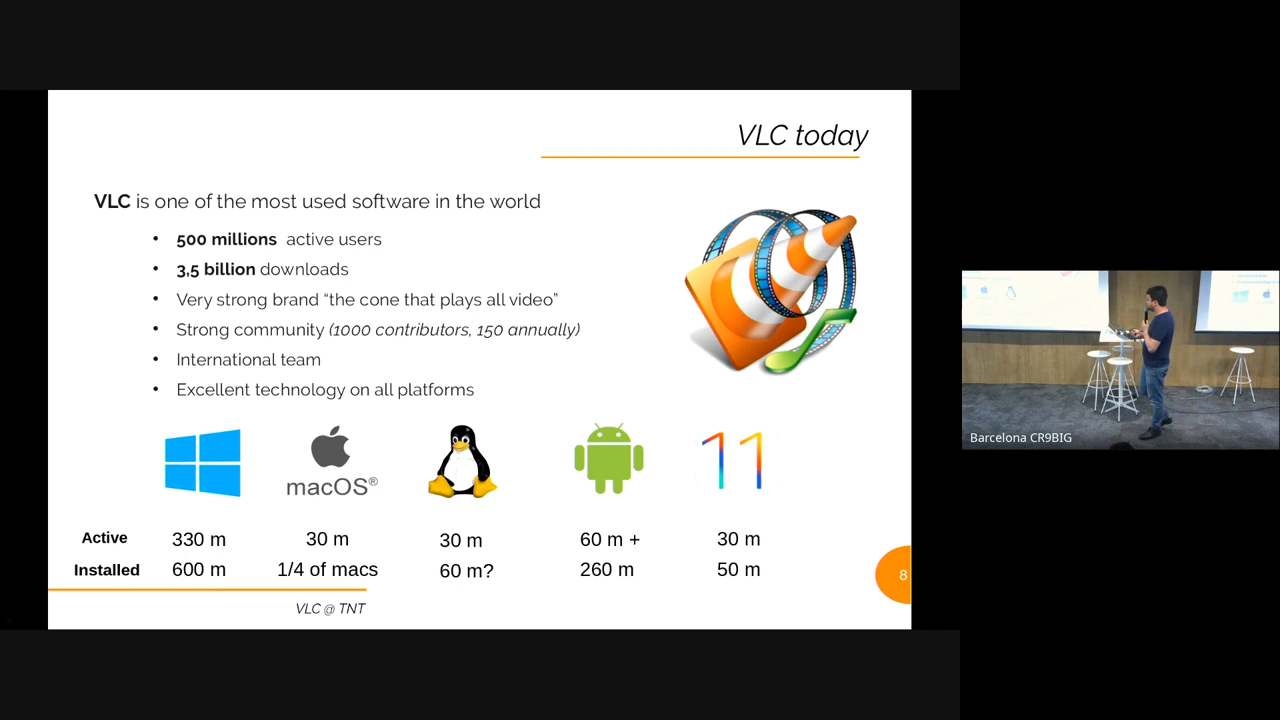 VLC today
VLC is one of the most used software in the world
• 500 millions active users
• 3,5 billion downloads
• Very strong brand “the cone that plays all video”
• Strong community (1000 contributors, 150 annually)
• International team
• Excellent technology on all platforms
macOS®
11
Active 330 m 30 m 30 m 60 m + 30 m
Installed 600 m 1/4 of macs 60 m? 260 m 50 m
8
VLC @ TNT
Barcelona CR9BIG